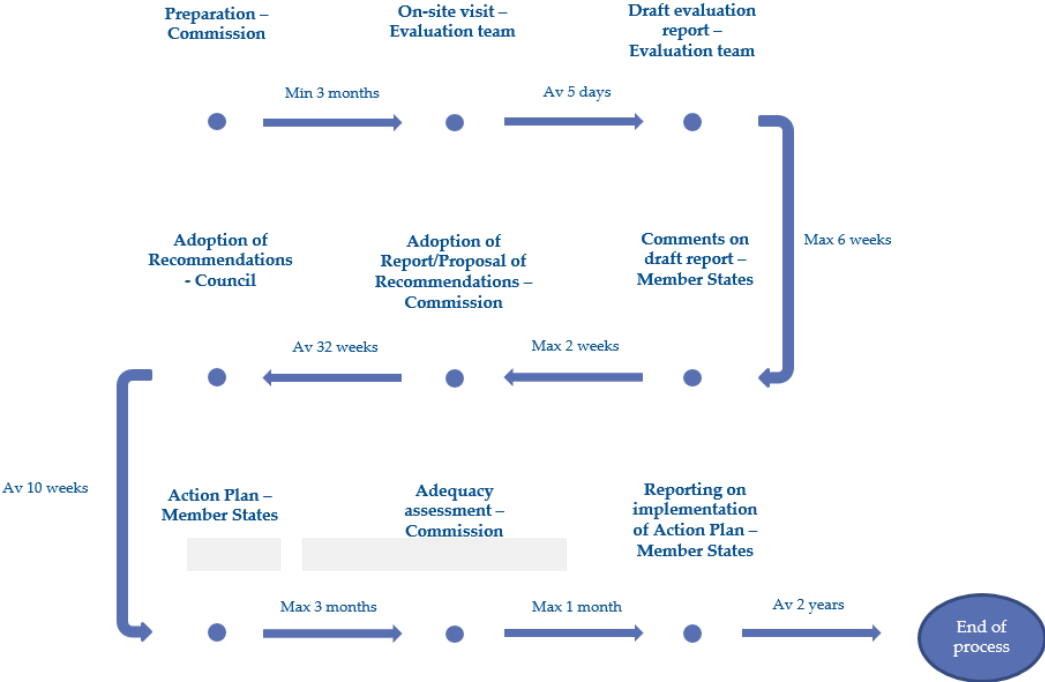 Preparation –
Commission
On-site visit –
Evaluation team
Draft evaluation
report –
Evaluation team
Min 3 months
Av 5 days
Max 6 weeks
Comments on
draft report –
Member States
Adoption of
Report/Proposal of
Recommendations –
Commission
Adoption of
Recommendations
- Council
Max 2 weeks
Av 32 weeks
Av 10 weeks
Action Plan –
Member States
Adequacy
assessment –
Commission
Reporting on
implementation
of Action Plan –
Member States
Max 3 months
Max 1 month
Av 2 years
End of
process